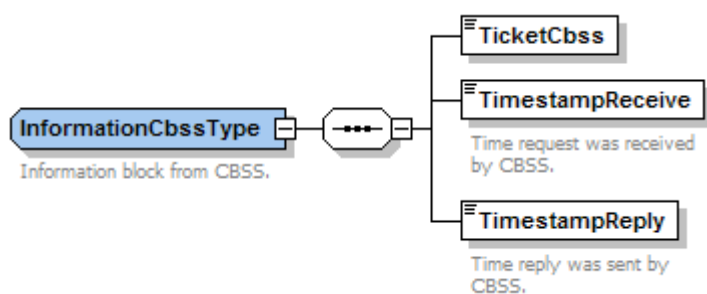 TicketCbss
TimestampReceive
Time request was received
by CBSS.
InformationCbssType
Information block from CBSS.
TimestampReply
Time reply was sent by
CBSS.